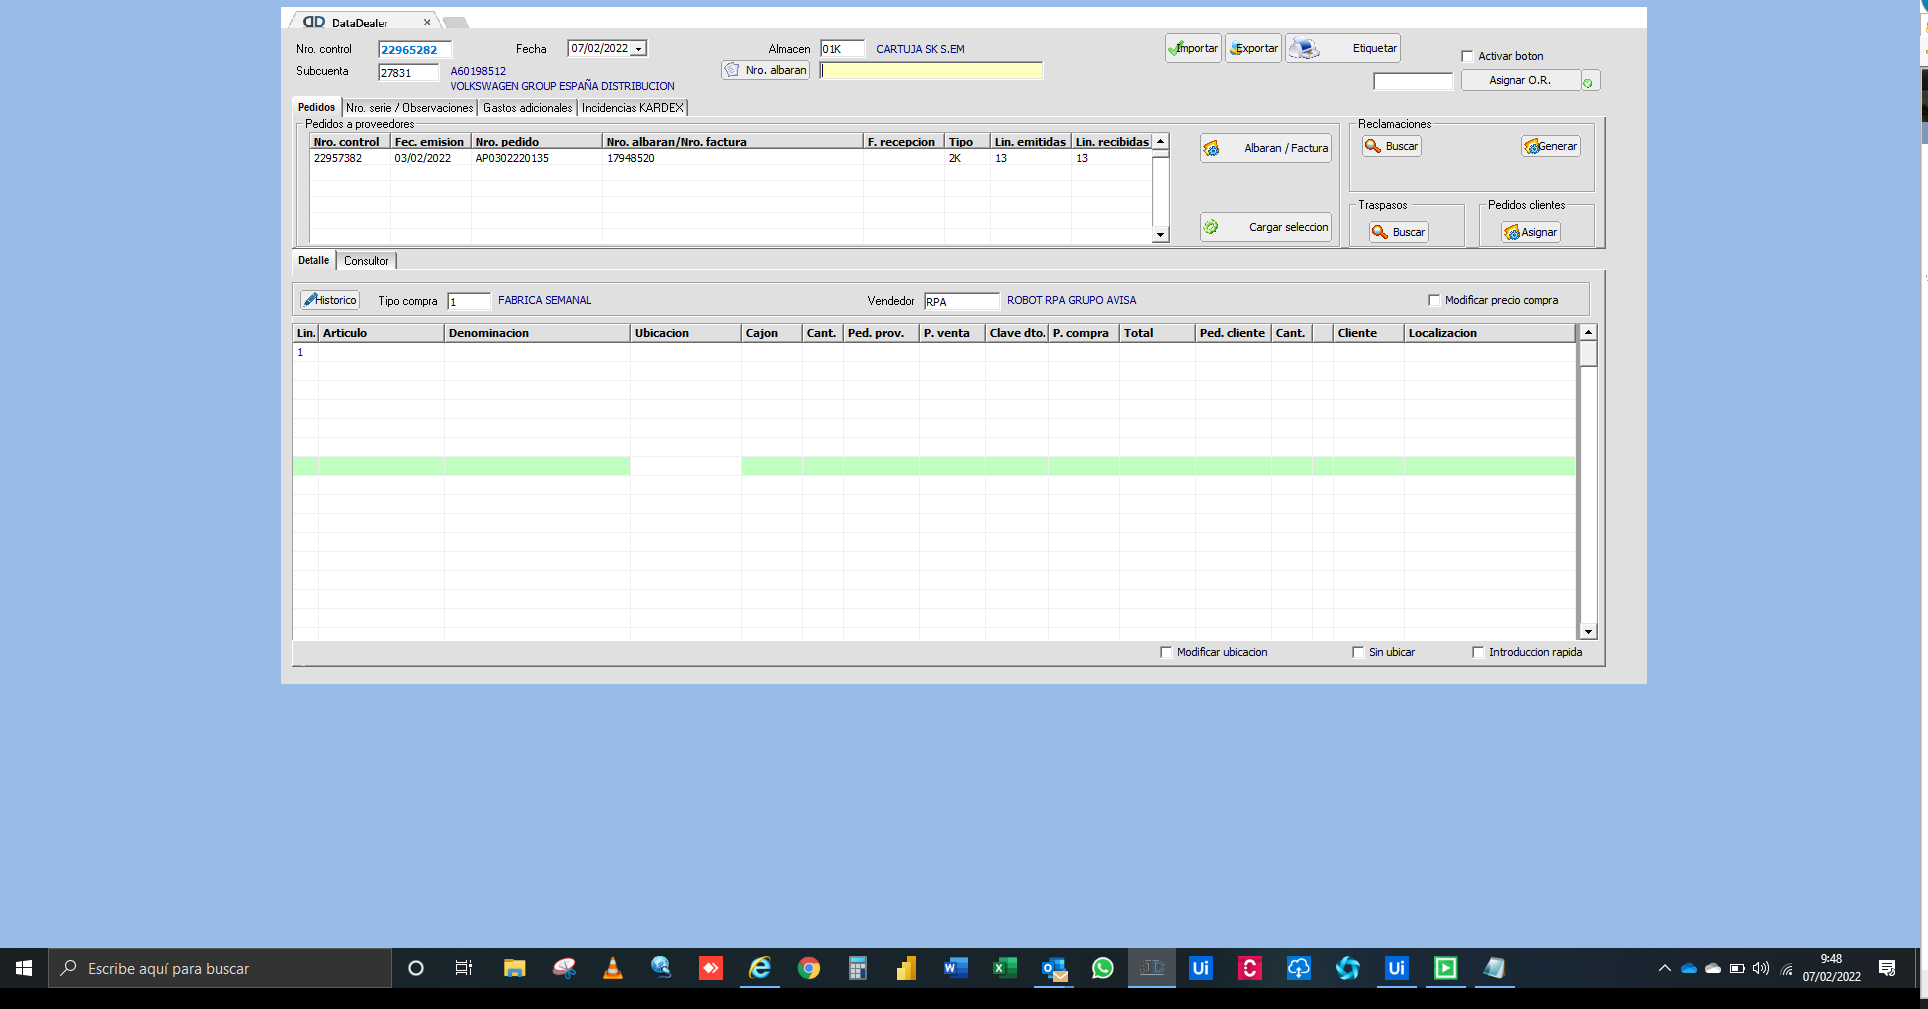 DataDealer
Nro. control 22965282 Fecha 07/02/2022 Almacen 01K CARTUJA SK S.EM Importar Exportar Etiquetar Activar boton
Subcuenta 27831 A60198512 Nro. albaran Asignar O.R.
VOLKSWAGEN GROUP ESPAÑA DISTRIBUCION
Pedidos Nro. serie / Observaciones Gastos adicionales Incidencias KARDEX
Pedidos a proveedores Reclamaciones
Nro. control Fec. emision Nro. pedido Nro. albaran/Nro. factura F. recepcion Tipo Lin. emitidas Lin. recibidas Albaran / Factura Buscar Generar
22957382 03/02/2022 AP0302220135 17948520 2K 13 13
Traspasos Pedidos clientes
Cargar seleccion Buscar Asignar
Detalle Consultor
Historico Tipo compra 1 FABRICA SEMANAL Vendedor RPA ROBOT RPA GRUPO AVISA Modificar precio compra
Lin. Articulo Denominacion Ubicacion Cajon Cant. Ped. prov. P. venta Clave dto. P. compra Total Ped. cliente Cant. Cliente Localizacion
1
Modificar ubicacion Sin ubicar Introduccion rapida
Escribe aquí para buscar
Ui
Ui
9:48
07/02/2022